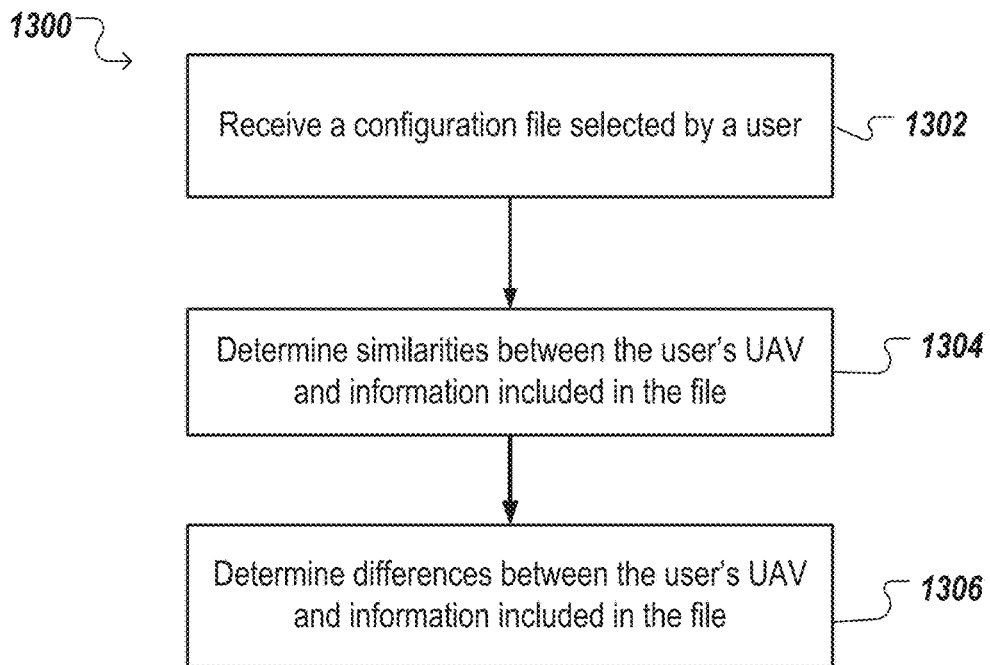 1300
Receive a configuration file selected by a user
1302
Determine similarities between the user's UAV
and information included in the file
1304
Determine differences between the user's UAV
and information included in the file
1306